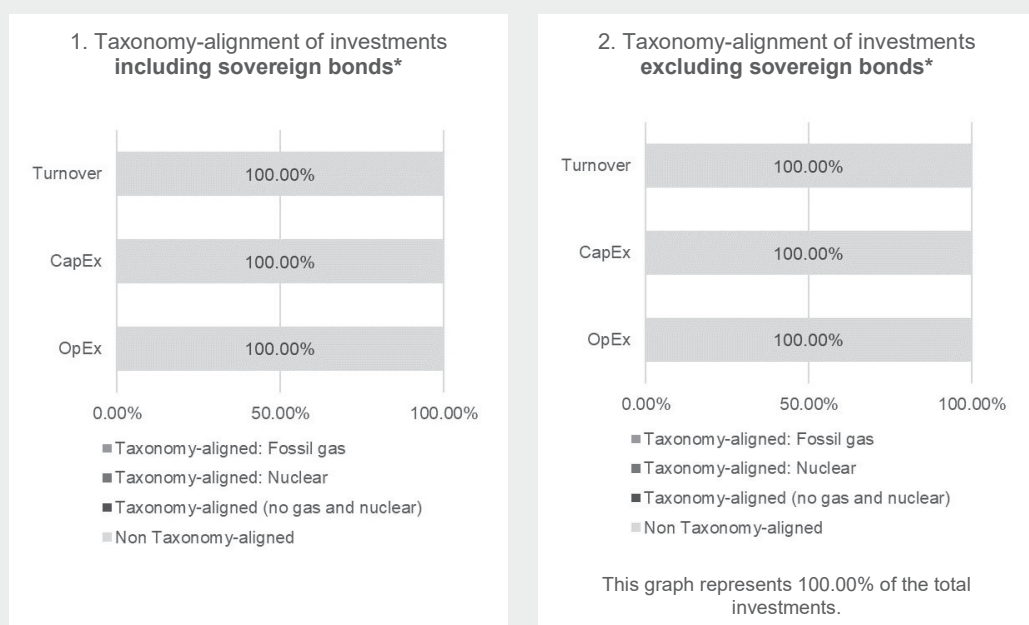 1. Taxonomy-alignment of investments
including sovereign bonds*
Turnover
100.00%
CapEx
100.00%
OpEx
100.00%
0.00% 50.00% 100.00%
Taxonomy-aligned: Fossil gas
Taxonomy-aligned: Nuclear
Taxonomy-aligned (no gas and nuclear)
Non Taxonomy-aligned
2. Taxonomy-alignment of investments
excluding sovereign bonds*
Turnover
100.00%
CapEx
100.00%
OpEx
100.00%
0.00% 50.00% 100.00%
Taxonomy-aligned: Fossil gas
Taxonomy-aligned: Nuclear
Taxonomy-aligned (no gas and nuclear)
Non Taxonomy-aligned
This graph represents 100.00% of the total
investments.